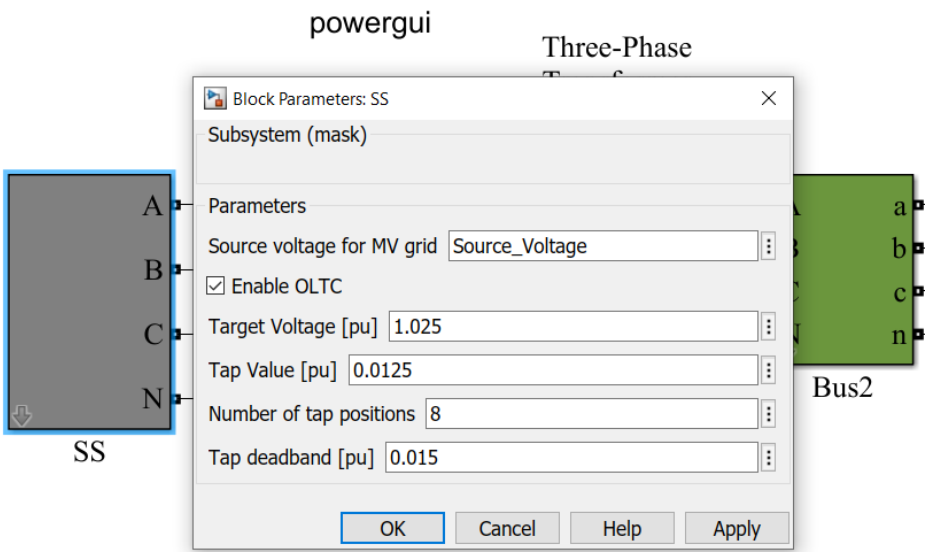 powergui
Three-Phase
Block Parameters: SS
Subsystem (mask)
Parameters
A
Source voltage for MV grid Source_Voltage
a
B
Enable OLTC
b
C
Target Voltage [pu] 1.025
c
Tap Value [pu] 0.0125
n
N
Number of tap positions 8
Bus2
SS
Tap deadband [pu] 0.015
OK Cancel Help Apply